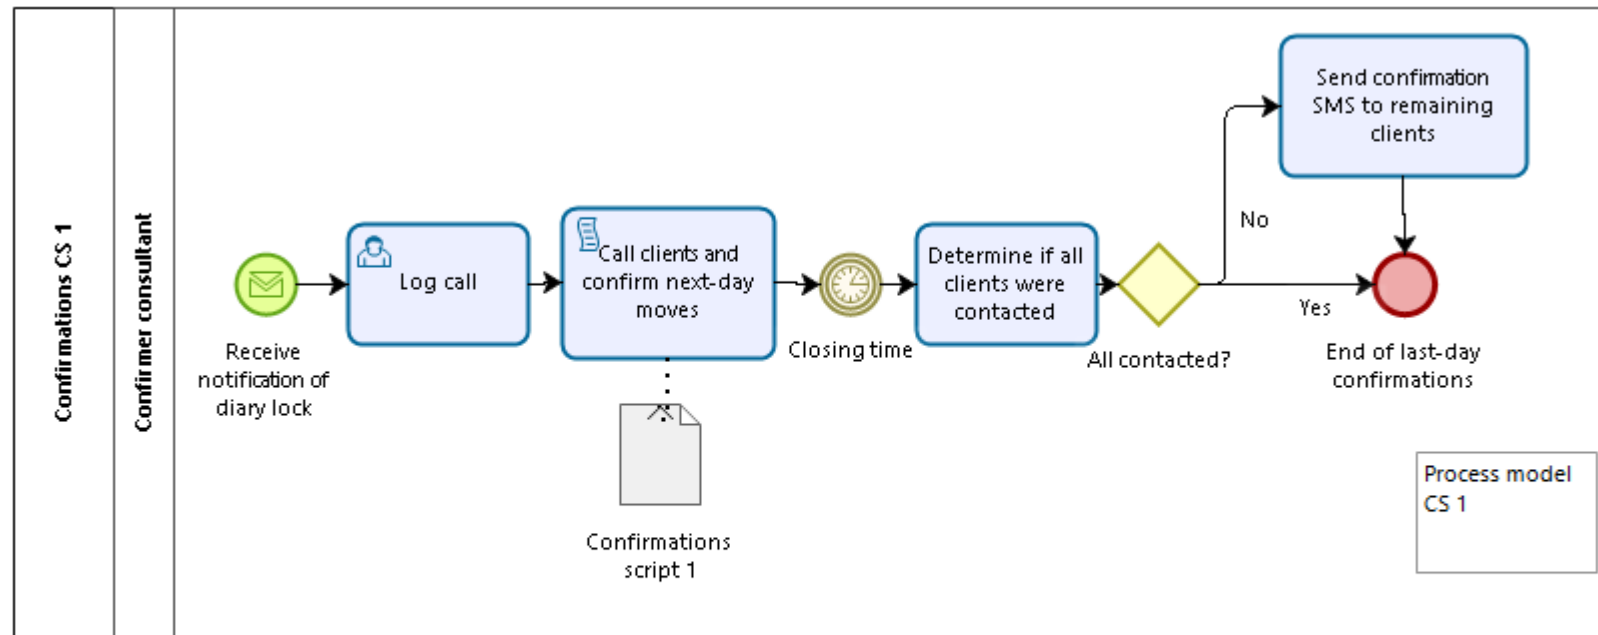 Confirmations CS 1
Confirmer consultant
Receive
notification of
diary lock
Log call
Call clients and
confirm next-day
moves
Confirmations
script 1
Closing time
Determine if all
clients were
contacted
All contacted?
No
Yes
Send confirmation
SMS to remaining
clients
End of last-day
confirmations
Process model
CS 1